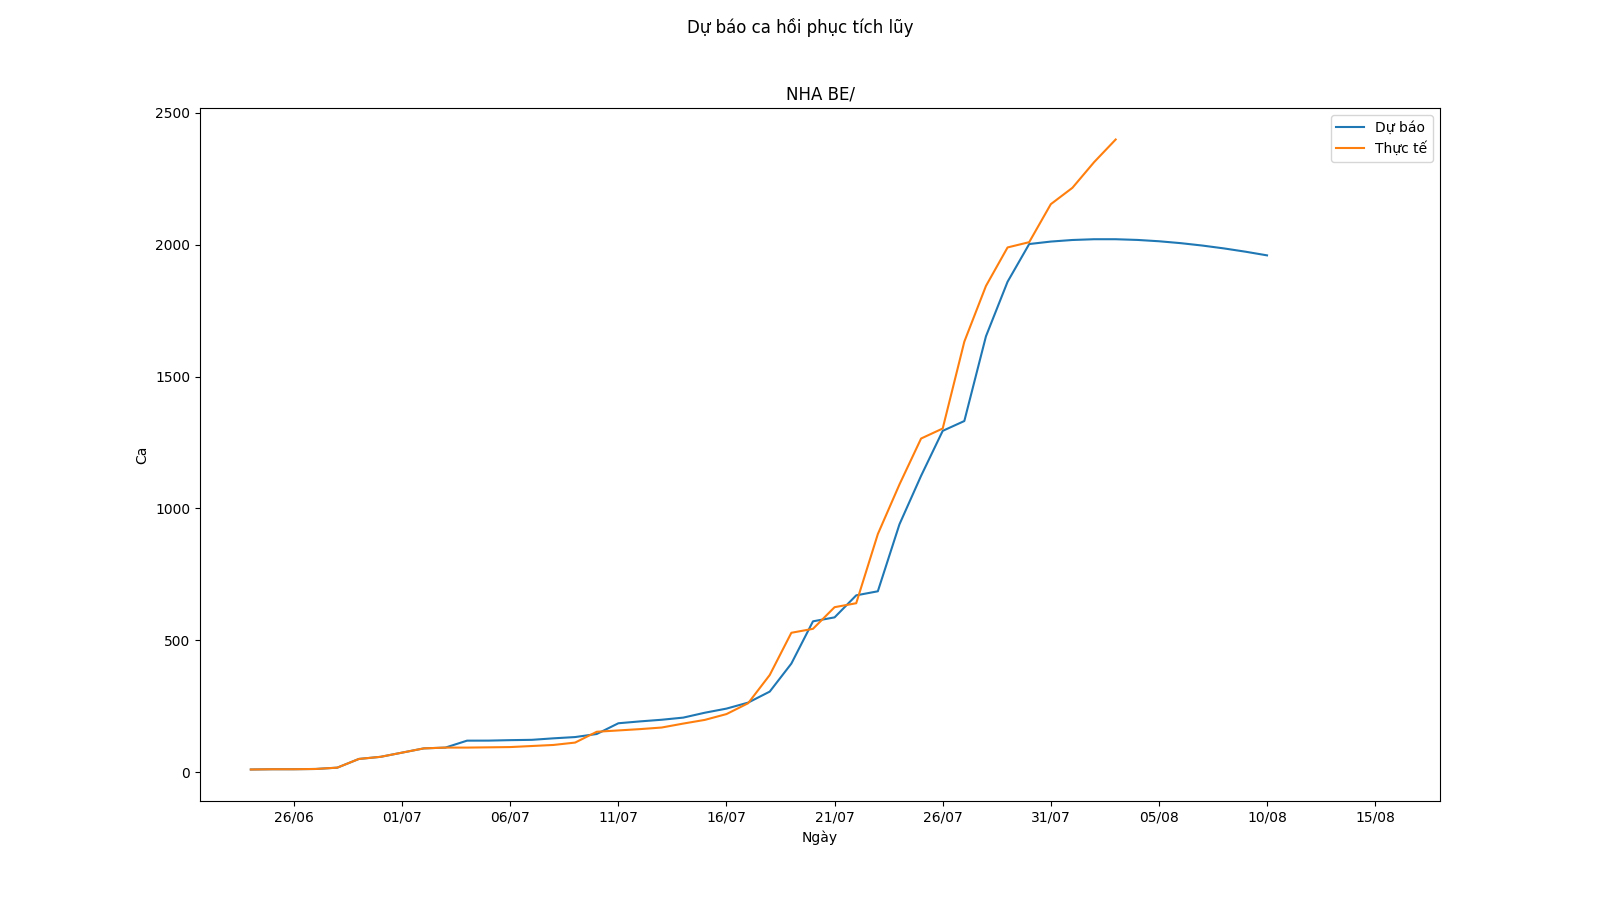 Dự báo ca hồi phục tích lũy
NHA BE/
2500
2000
1500
1000
500
0
Ca
Dự báo
Thực tế
26/06 01/07 06/07 11/07 16/07 21/07 26/07 31/07 05/08 10/08 15/08
Ngày